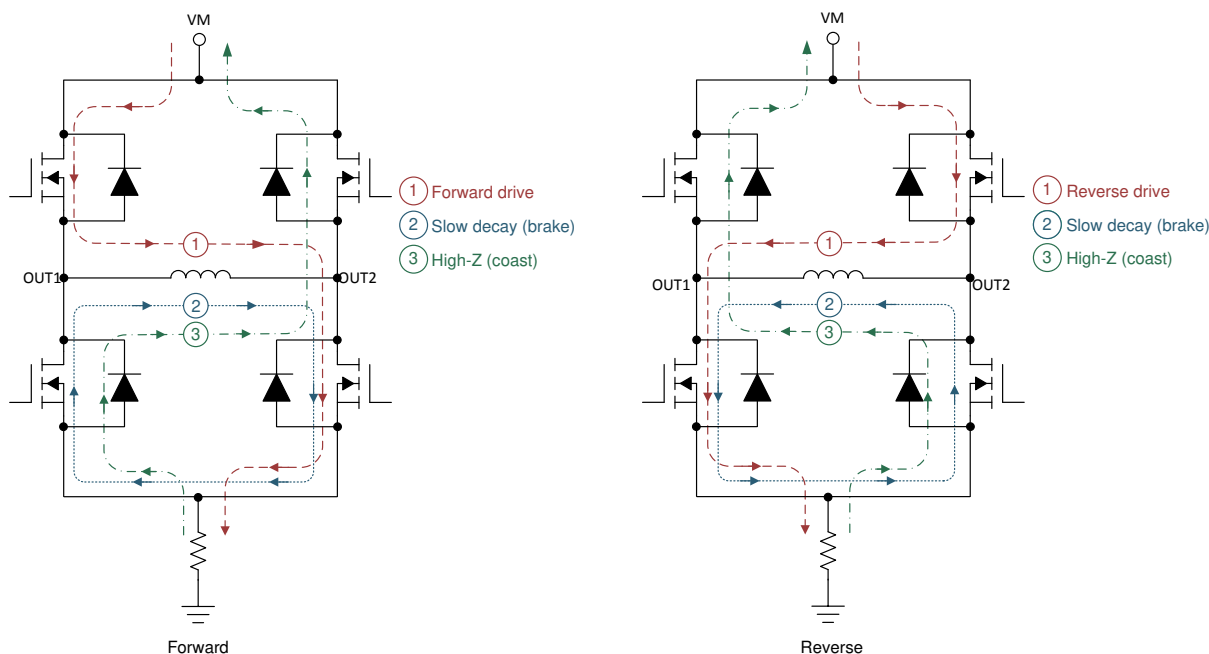 VM
1 Forward drive
2 Slow decay (brake)
3 High-Z (coast)
1
OUT1
OUT2
2
3
Forward
VM
1 Reverse drive
2 Slow decay (brake)
3 High-Z (coast)
1
OUT1
OUT2
2
3
Reverse